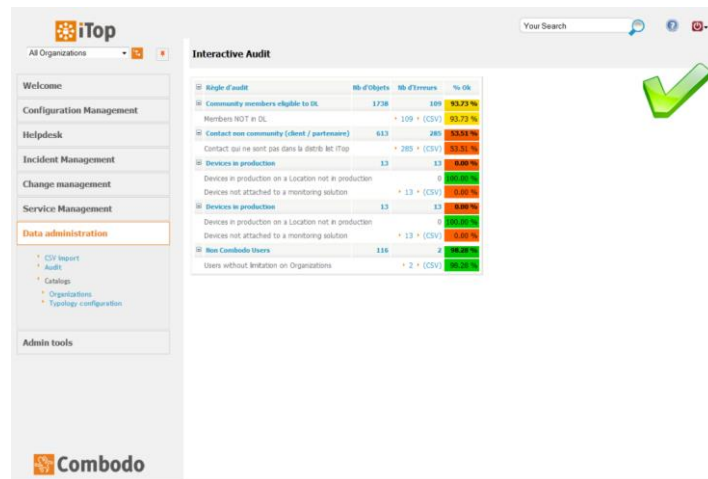 iTop
Your Search
All Organizations
Interactive Audit
Welcome
Configuration Management
Helpdesk
Incident Management
Change management
Service Management
Data administration
CSV import
Audit
Catalogs
Organizations
Typology configuration
Admin tools
Combodo
Règle d'audit Nb d'Objets Nb d'Erreurs % Ok
Community members eligible to DL 1738 109 93.73 %
Members NOT in DL 109 (CSV) 93.73 %
Contact non community (client / partenaire) 613 285 53.51 %
Contact qui ne sont pas dans la distrib list iTop 285 (CSV) 53.51 %
Devices in production 13 13 0.00 %
Devices in production on a Location not in production 0 100.00 %
Devices not attached to a monitoring solution 13 (CSV) 0.00 %
Devices in production 13 13 0.00 %
Devices in production on a Location not in production 0 100.00 %
Devices not attached to a monitoring solution 13 (CSV) 0.00 %
Non Combodo Users 116 2 98.28 %
Users without limitation on Organizations 2 (CSV) 98.28 %